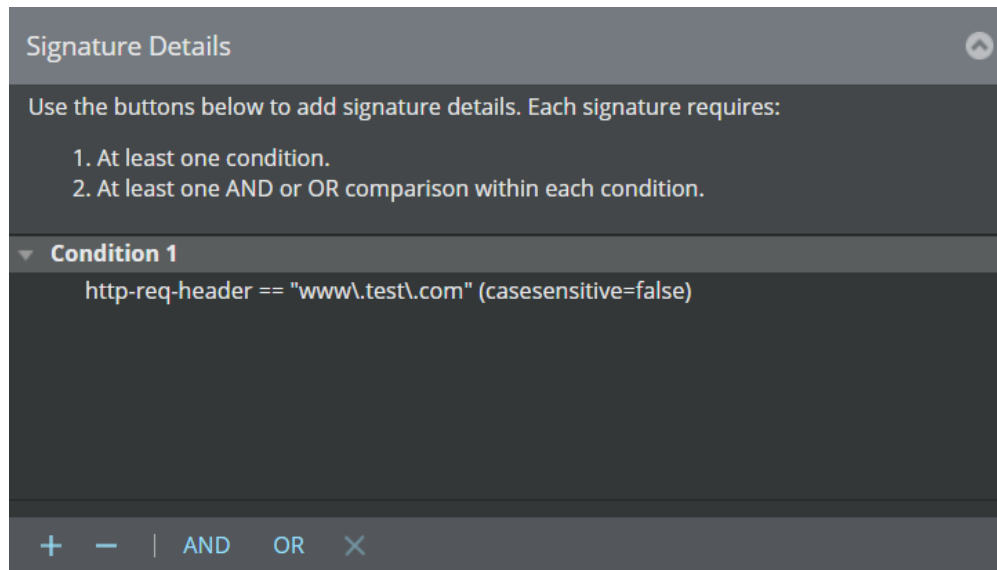 Signature Details
Use the buttons below to add signature details. Each signature requires:
1. At least one condition.
2. At least one AND or OR comparison within each condition.
Condition 1
http-req-header == "www\.test\.com" (casesensitive=false)
AND OR